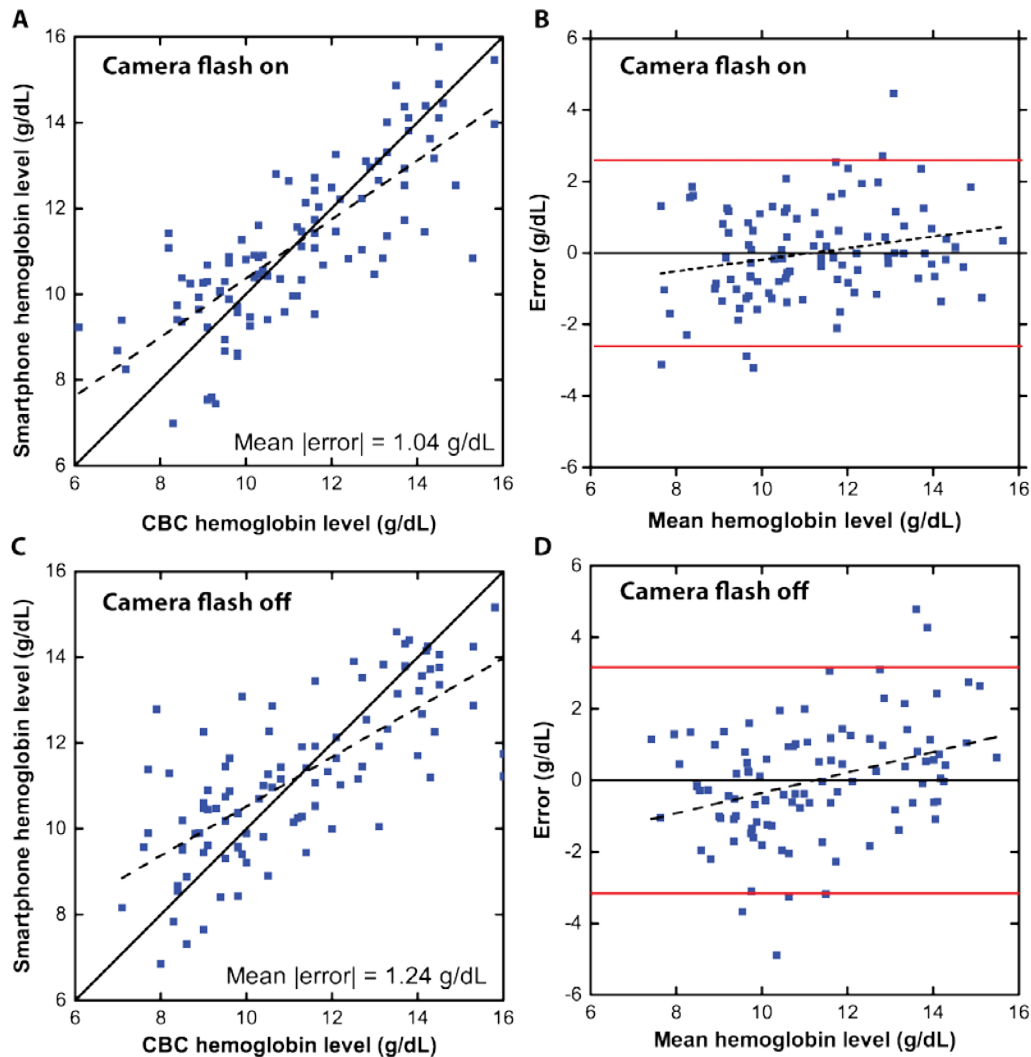 A
Camera flash on
Smartphone hemoglobin level (g/dL)
16
14
12
10
8
6
Mean |error| = 1.04 g/dL
6 8 10 12 14 16
CBC hemoglobin level (g/dL)
B
Camera flash on
Error (g/dL)
6
4
2
0
-2
-4
-6
6 8 10 12 14 16
Mean hemoglobin level (g/dL)
C
Camera flash off
Smartphone hemoglobin level (g/dL)
16
14
12
10
8
6
Mean |error| = 1.24 g/dL
6 8 10 12 14 16
CBC hemoglobin level (g/dL)
D
Camera flash off
Error (g/dL)
6
4
2
0
-2
-4
-6
6 8 10 12 14 16
Mean hemoglobin level (g/dL)